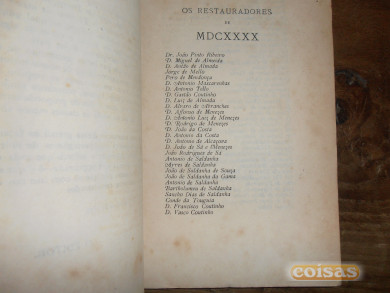 OS RESTAURADORES
DE
MDCXXXX
Dr. João Pinto Ribeiro
D. Miguel de Almeida
D. Antão de Almada
Jorge de Mello
Pero de Mendonça
D. Antonio Mascarenhas
D. Antonio Tello
D. Gastão Coutinho
D. Luiz de Almada
D. Alvaro de Abranches
D. Affonso de Menezes
D. Antonio Luiz de Menezes
D. Rodrigo de Menezes
D. João da Costa
D. Antonio da Costa
D. Antonio de Alcaçova
D. João de Sá e Menezes
João Rodrigues de Sá
Antonio de Saldanha
Ayres de Saldanha
João de Saldanha de Sousa
João de Saldanha da Gama
Antonio de Saldanha
Bartholomeu de Saldanha
Sancho Dias de Saldanha
Conde da Atouguia
D. Francisco Coutinho
D. Vasco Coutinho
coisas